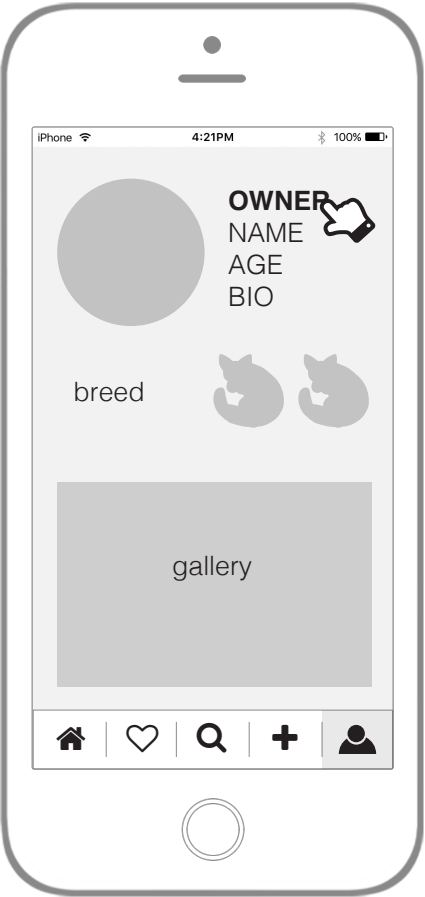 iPhone 4:21PM 100%
OWNER
NAME
AGE
BIO
breed
gallery